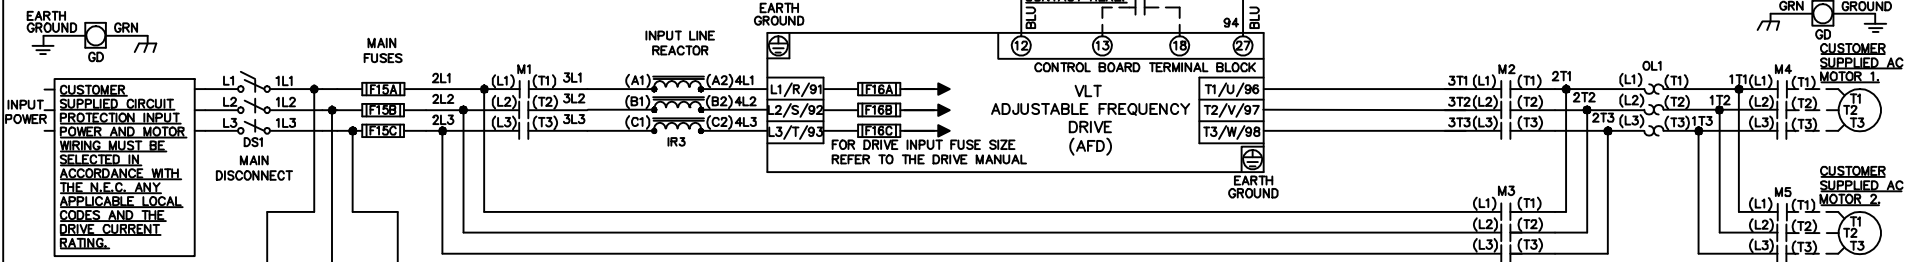 EARTH
GROUND
GRN
GD
MAIN
FUSES
INPUT LINE
REACTOR
EARTH
GROUND
BLU
94
BLU
12
13
18
27
CONTROL BOARD TERMINAL BLOCK
GRN
GROUND
GD
INPUT
POWER
CUSTOMER
SUPPLIED CIRCUIT
PROTECTION INPUT
POWER AND MOTOR
WIRING MUST BE
SELECTED IN
ACCORDANCE WITH
THE N.E.C. ANY
APPLICABLE LOCAL
CODES AND THE
DRIVE CURRENT
RATING.
L1
L2
L3
1L1
1L2
1L3
DS1
MAIN
DISCONNECT
F15A
F15B
F15C
2L1
2L2
2L3
M1
(L1) (T1) 3L1
(L2) (T2) 3L2
(L3) (T3) 3L3
(A1) (A2) 4L1
(B1) (B2) 4L2
(C1) (C2) 4L3
IR3
L1/R/91
L2/S/92
L3/T/93
F16A
F16B
F16C
FOR DRIVE INPUT FUSE SIZE
REFER TO THE DRIVE MANUAL
VLT
ADJUSTABLE FREQUENCY
DRIVE
(AFD)
T1/U/96
T2/V/97
T3/W/98
EARTH
GROUND
M2
3T1 (L1) (T1) 2T1
3T2 (L2) (T2) 2T2
3T3 (L3) (T3) 2T3
OL1
(L1) (T1) 1T1
(L2) (T2) 1T2
(L3) (T3) 1T3
M4
(L1) (T1)
(L2) (T2)
(L3) (T3)
CUSTOMER
SUPPLIED AC
MOTOR 1.
T1
T2
T3
M3
(L1) (T1)
(L2) (T2)
(L3) (T3)
M5
(L1) (T1)
(L2) (T2)
(L3) (T3)
CUSTOMER
SUPPLIED AC
MOTOR 2.
T1
T2
T3